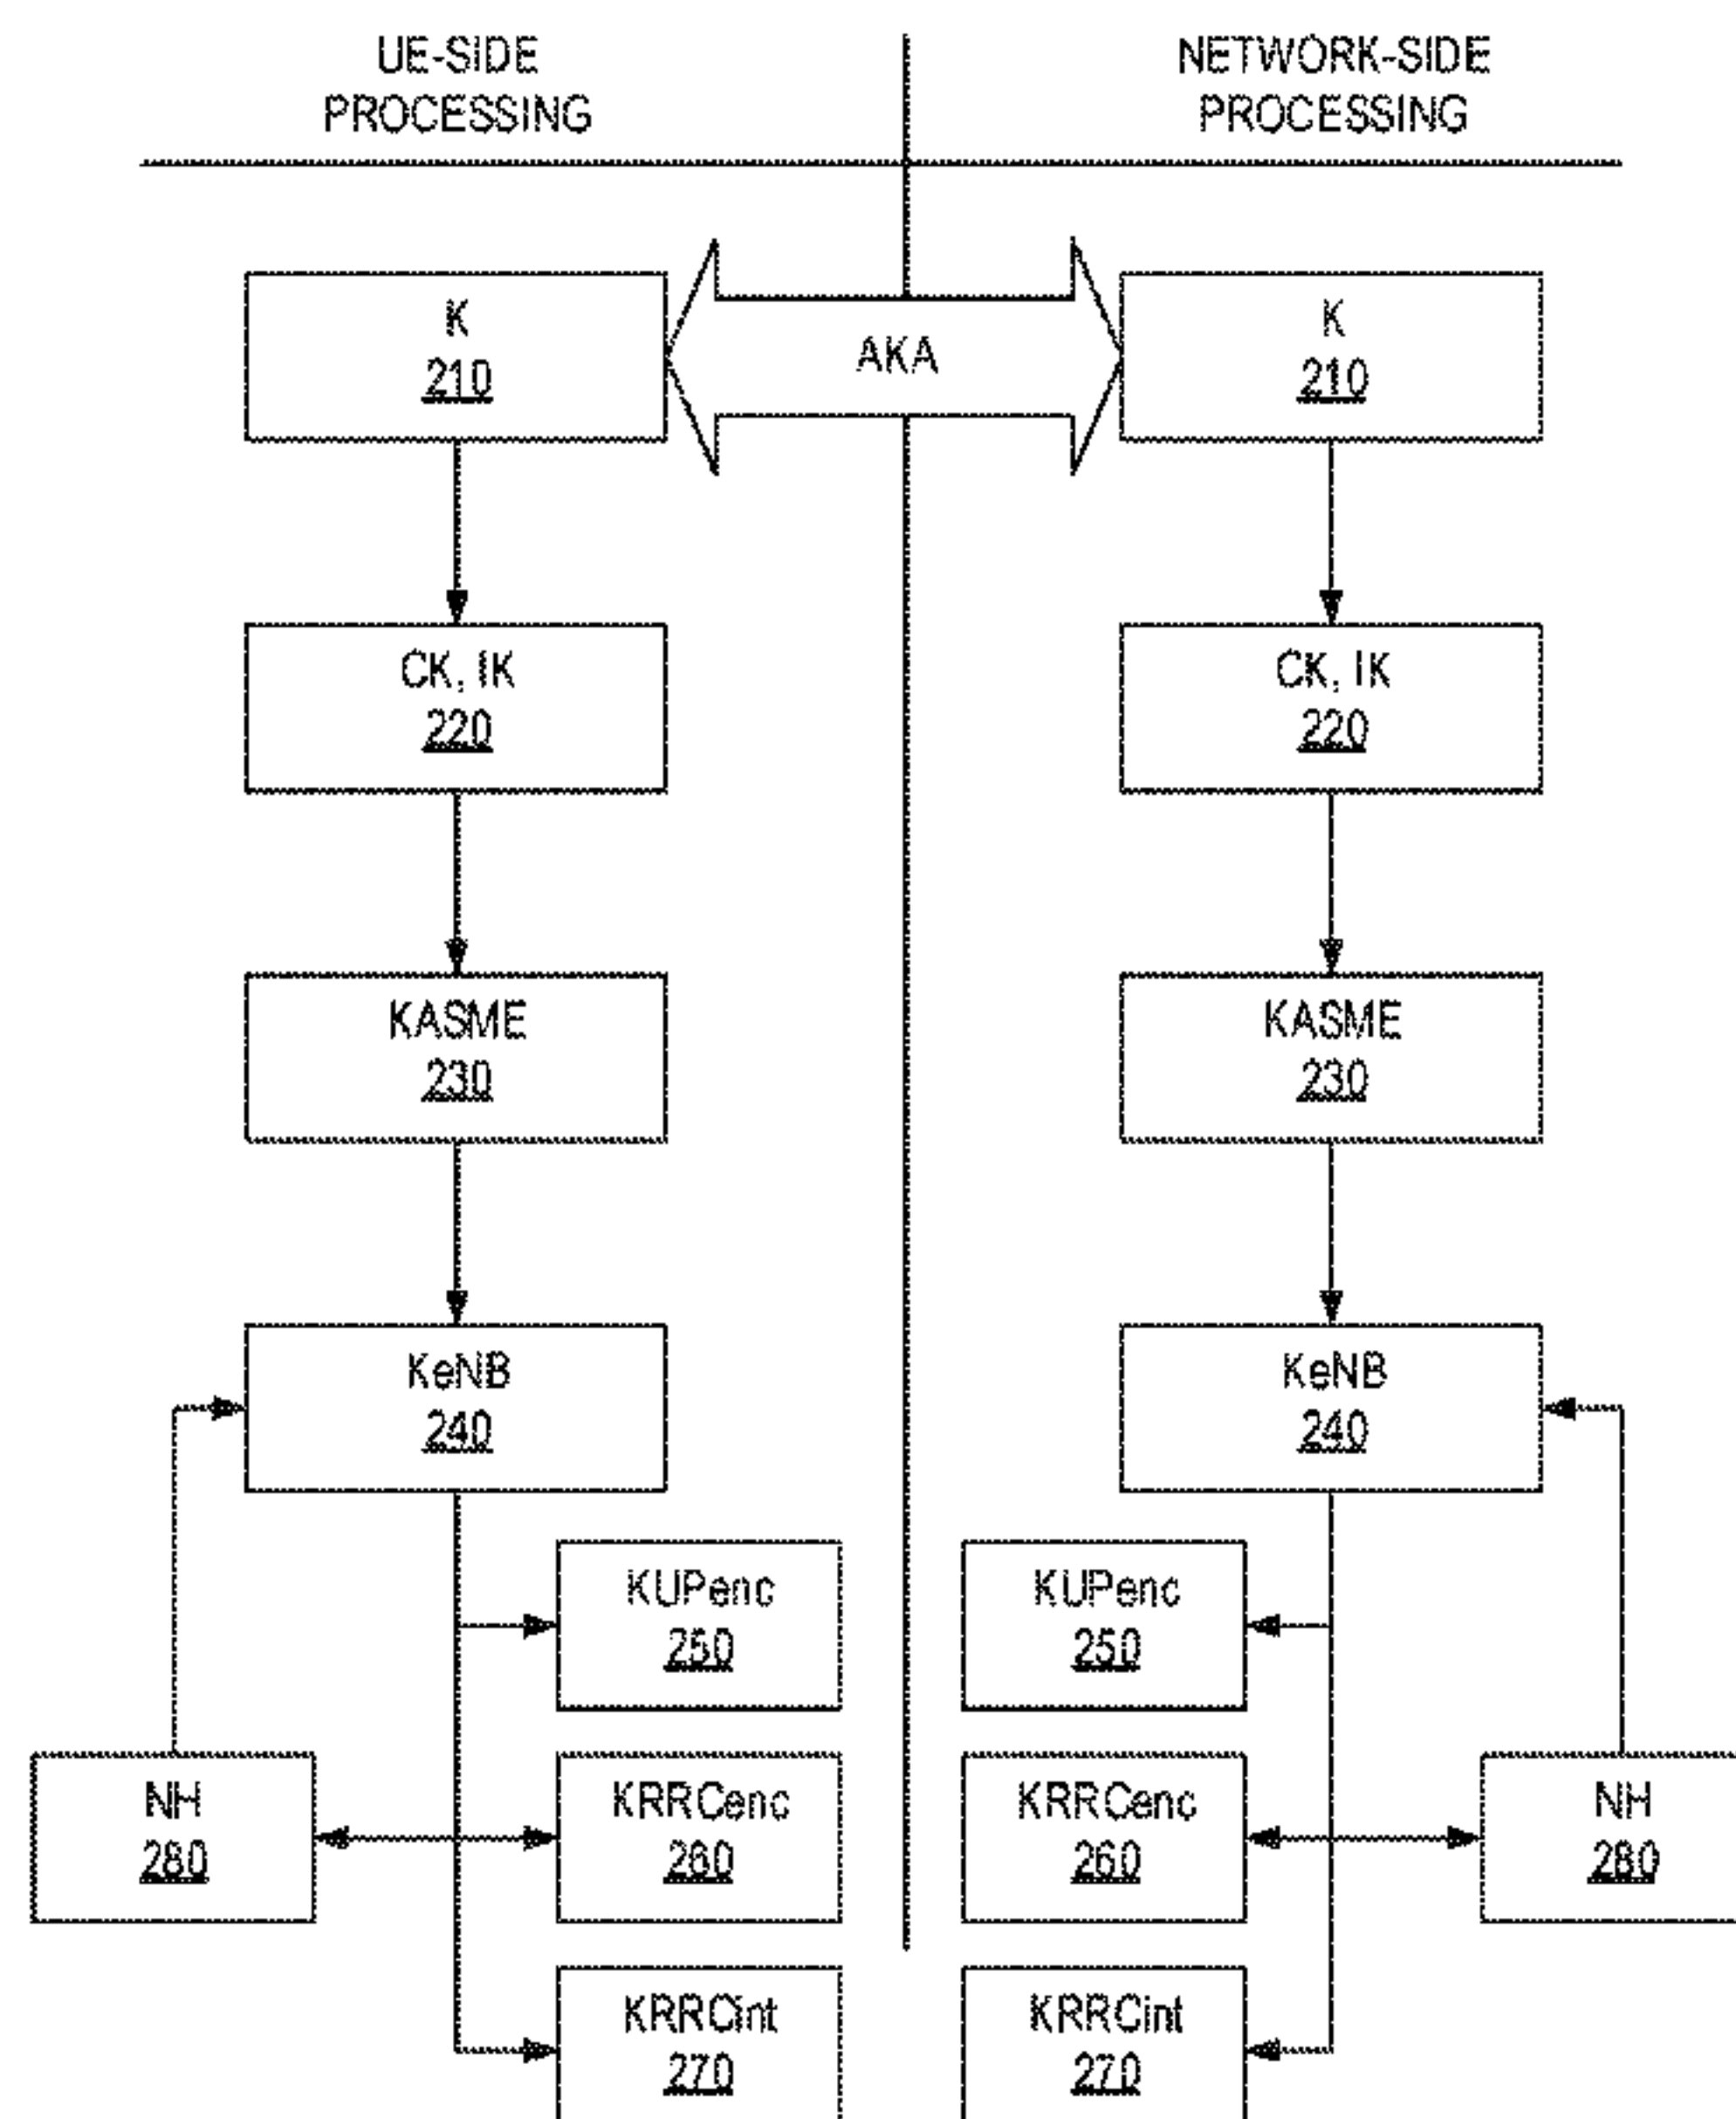 UE-SIDE
PROCESSING
NETWORK-SIDE
PROCESSING
K
210
AKA
K
210
CK, IK
220
CK, IK
220
KASME
230
KASME
230
KeNB
240
KeNB
240
KUPenc
250
KUPenc
250
NH
280
KRRCenc
260
KRRCenc
260
NH
280
KRRCint
270
KRRCint
270